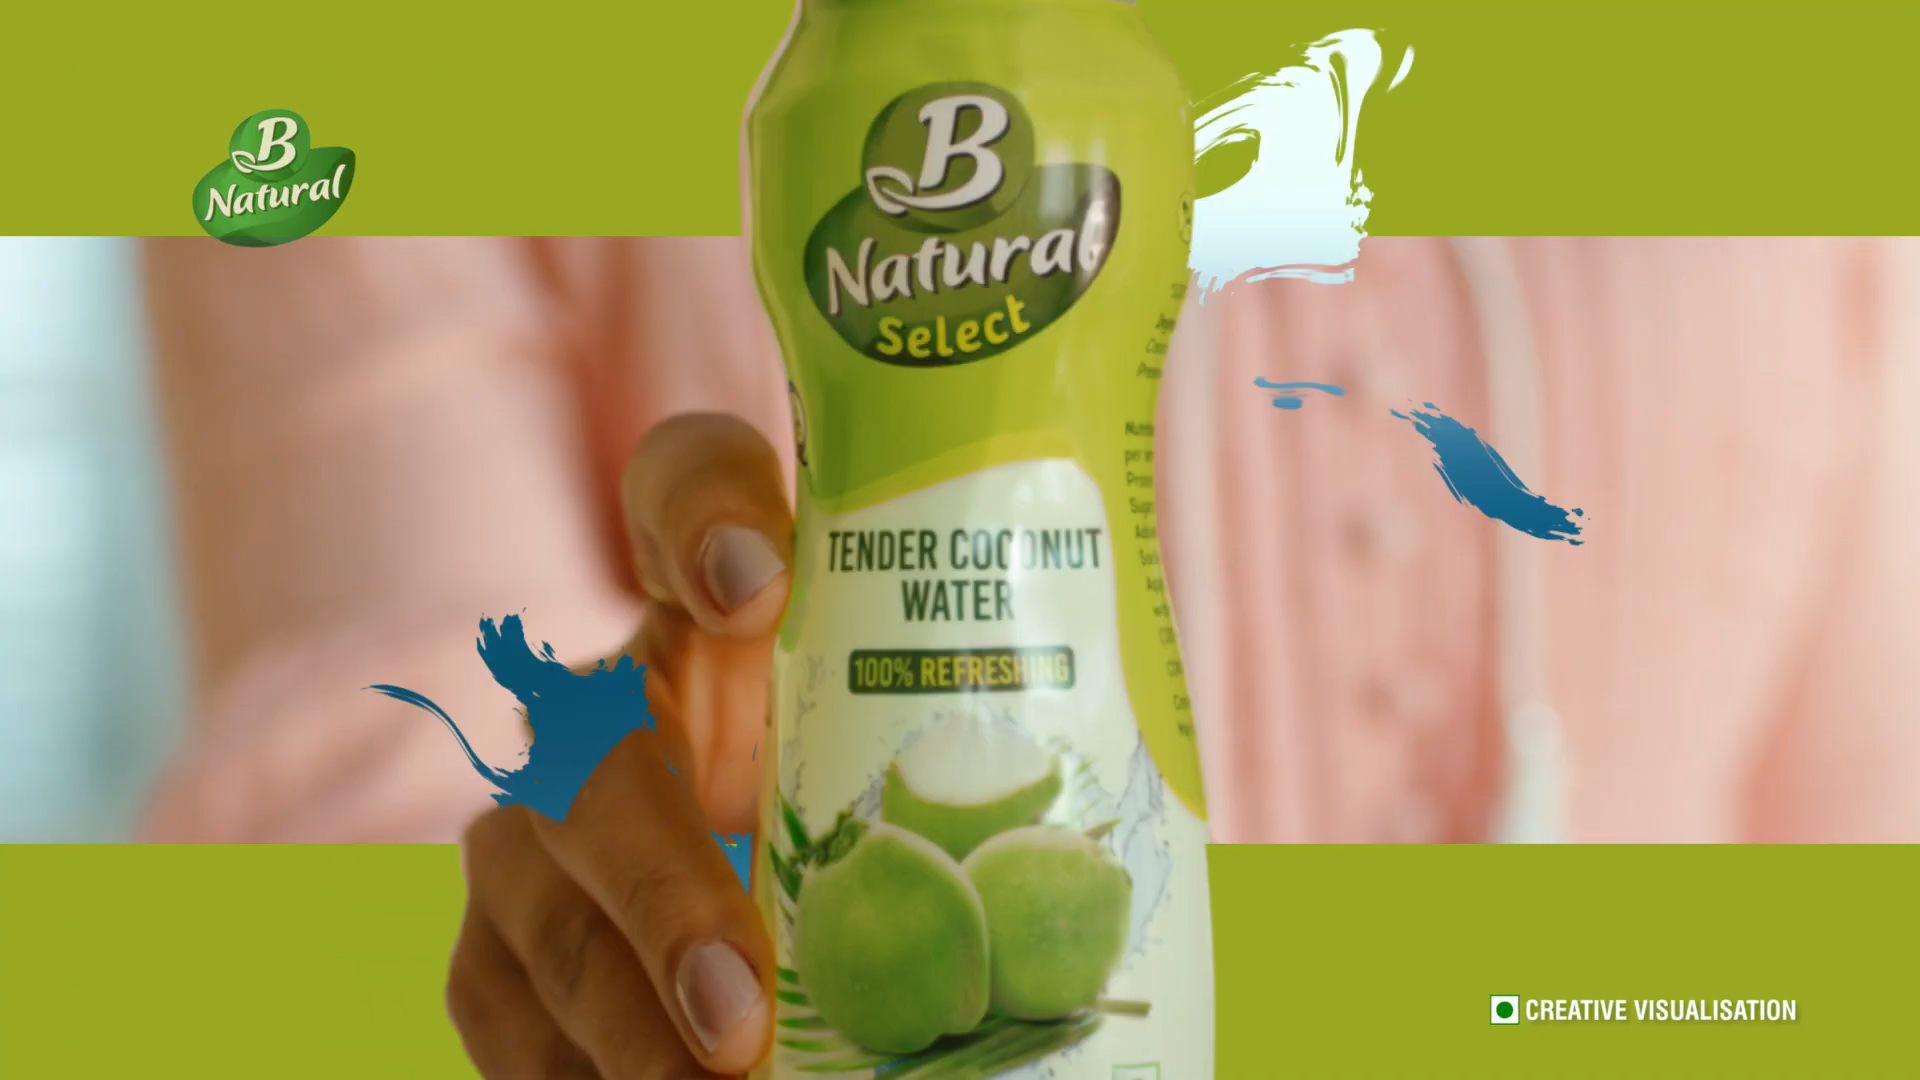 B
Natural
B
Natural
Select
TENDER COCONUT
WATER
100% REFRESHING
CREATIVE VISUALISATION